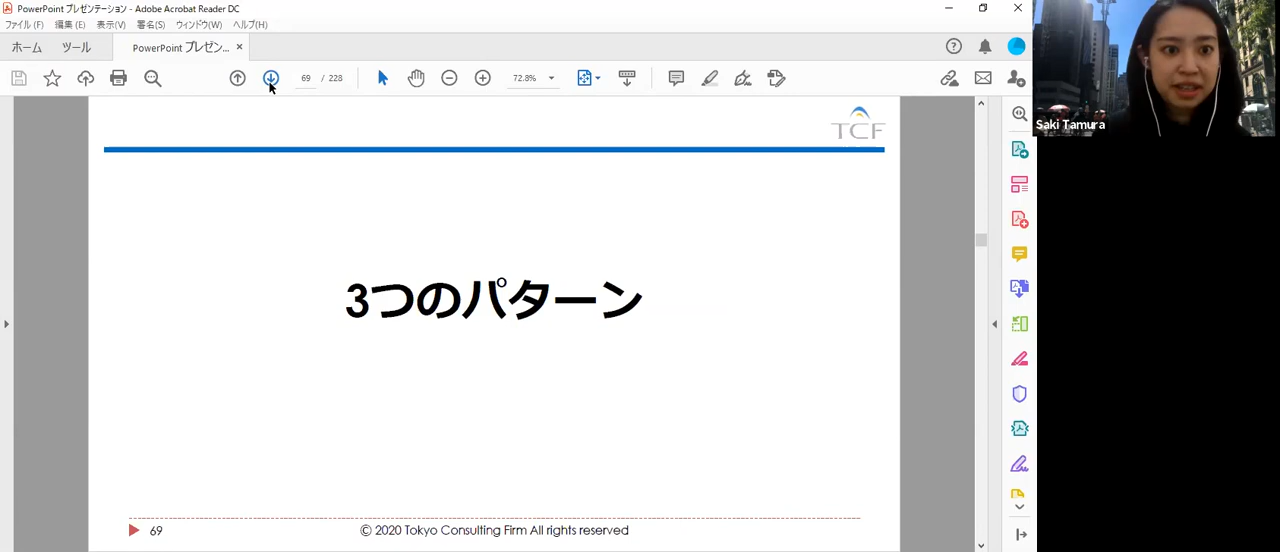 PowerPoint プレゼンテーション - Adobe Acrobat Reader DC
ファイル(F) 編集(E) 表示(V) 署名(S) ウィンドウ(W) ヘルプ(H)
ホーム ツール PowerPoint プレゼン... ×
69 / 228 72.8%
Saki Tamura
TCF
3つのパターン
69 © 2020 Tokyo Consulting Firm All rights reserved